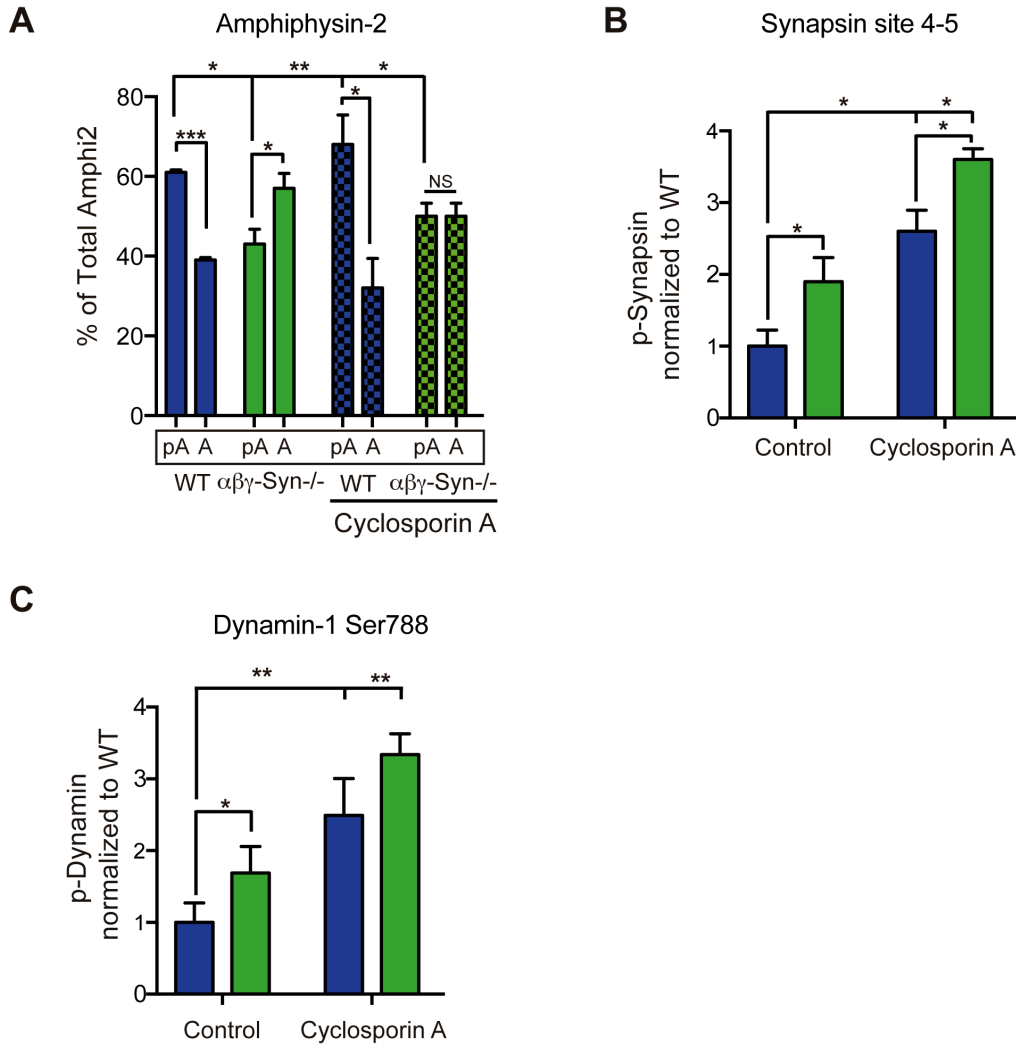 A
Amphiphysin-2
* ** *
*** * * NS
% of Total Amphi2
80
60
40
20
0
pA A pA A pA A pA A
WT αβγ-Syn-/- WT αβγ-Syn-/-
Cyclosporin A
B
Synapsin site 4-5
* *
*
*
p-Synapsin
normalized to WT
4
3
2
1
0
Control Cyclosporin A
C
Dynamin-1 Ser788
** **
*
p-Dynamin
normalized to WT
4
3
2
1
0
Control Cyclosporin A